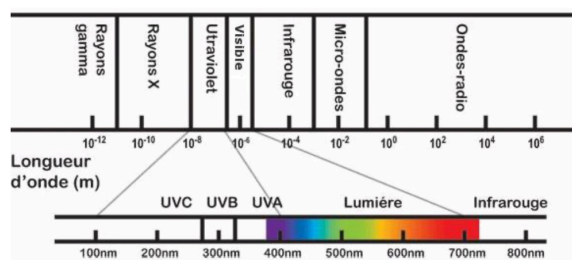 Rayons gamma
Rayons X
Utraviolet
Visible
Infrarouge
Micro-ondes
Ondes-radio
10⁻¹² 10⁻¹⁰ 10⁻⁸ 10⁻⁶ 10⁻⁴ 10⁻² 10⁰ 10² 10⁴ 10⁶
Longueur
d'onde (m)
UVC UVB UVA Lumiére Infrarouge
100nm 200nm 300nm 400nm 500nm 600nm 700nm 800nm